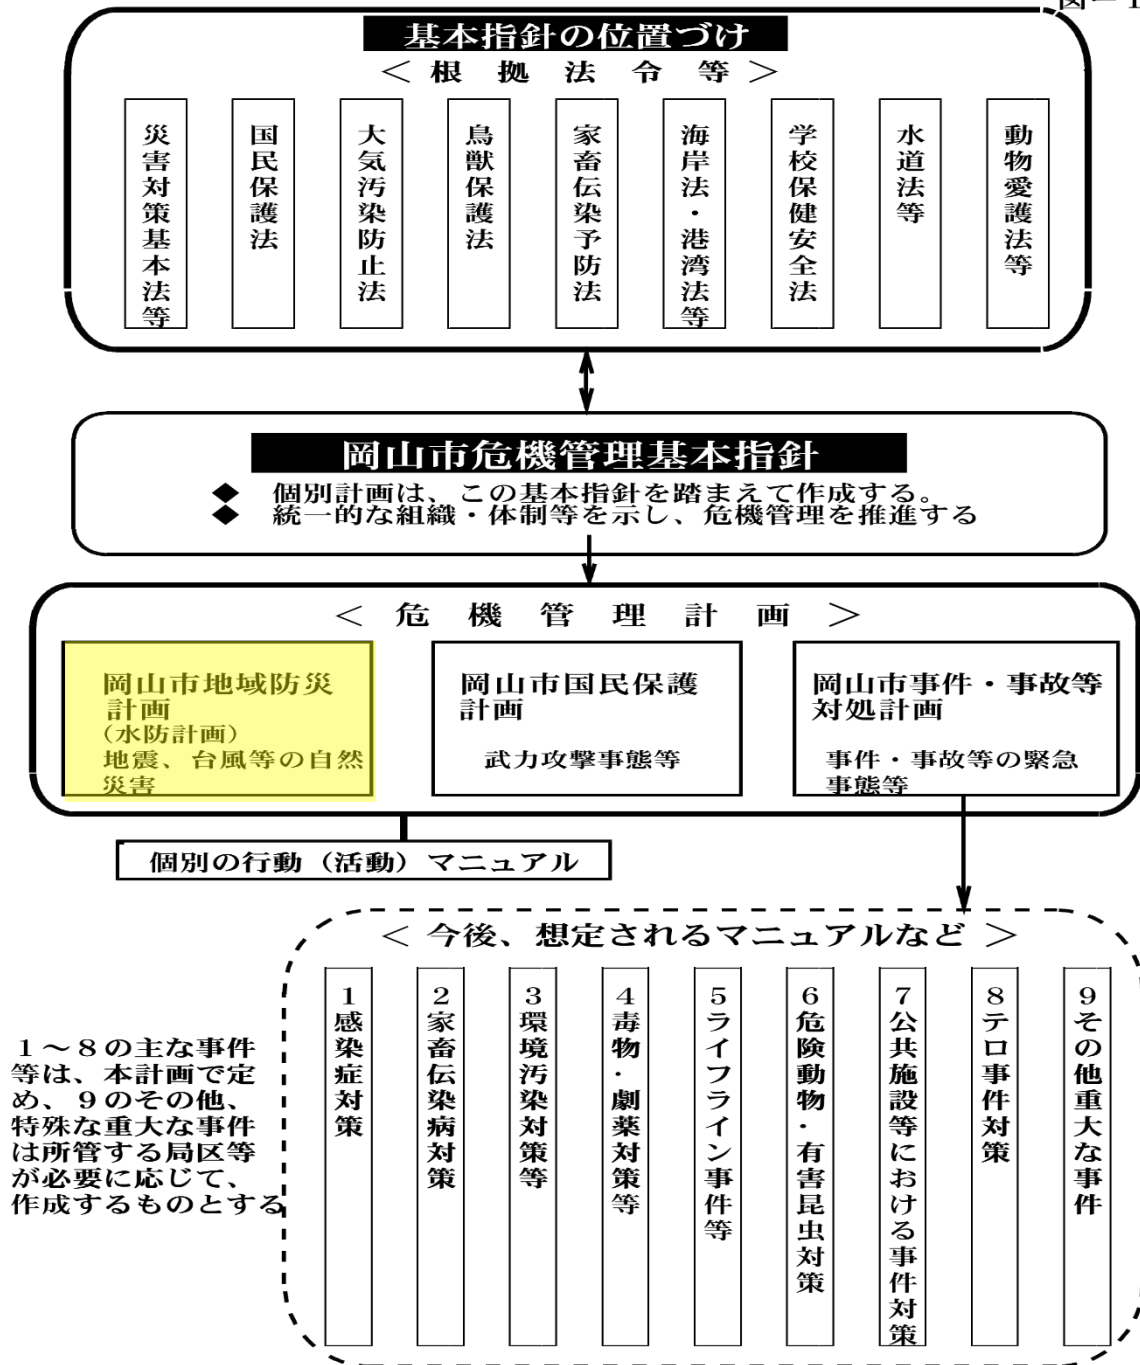 図－1
基本指針の位置づけ
＜ 根 拠 法 令 等 ＞
災害対策基本法等
国民保護法
大気汚染防止法
鳥獣保護法
家畜伝染予防法
海岸法・港湾法等
学校保健安全法
水道法等
動物愛護法等
岡山市危機管理基本指針
◆ 個別計画は、この基本指針を踏まえて作成する。
◆ 統一的な組織・体制等を示し、危機管理を推進する
＜ 危 機 管 理 計 画 ＞
岡山市地域防災
計画
（水防計画）
地震、台風等の自然
災害
岡山市国民保護
計画
武力攻撃事態等
岡山市事件・事故等
対処計画
事件・事故等の緊急
事態等
個別の行動（活動）マニュアル
＜ 今後、想定されるマニュアルなど ＞
1感染症対策
2家畜伝染病対策
3環境汚染対策等
4毒物・劇薬対策等
5ライフライン事件等
6危険動物・有害昆虫対策
7公共施設等における事件対策
8テロ事件対策
9その他重大な事件
１～８の主な事件
等は、本計画で定
め、９のその他、
特殊な重大な事件
は所管する局区等
が必要に応じて、
作成するものとする